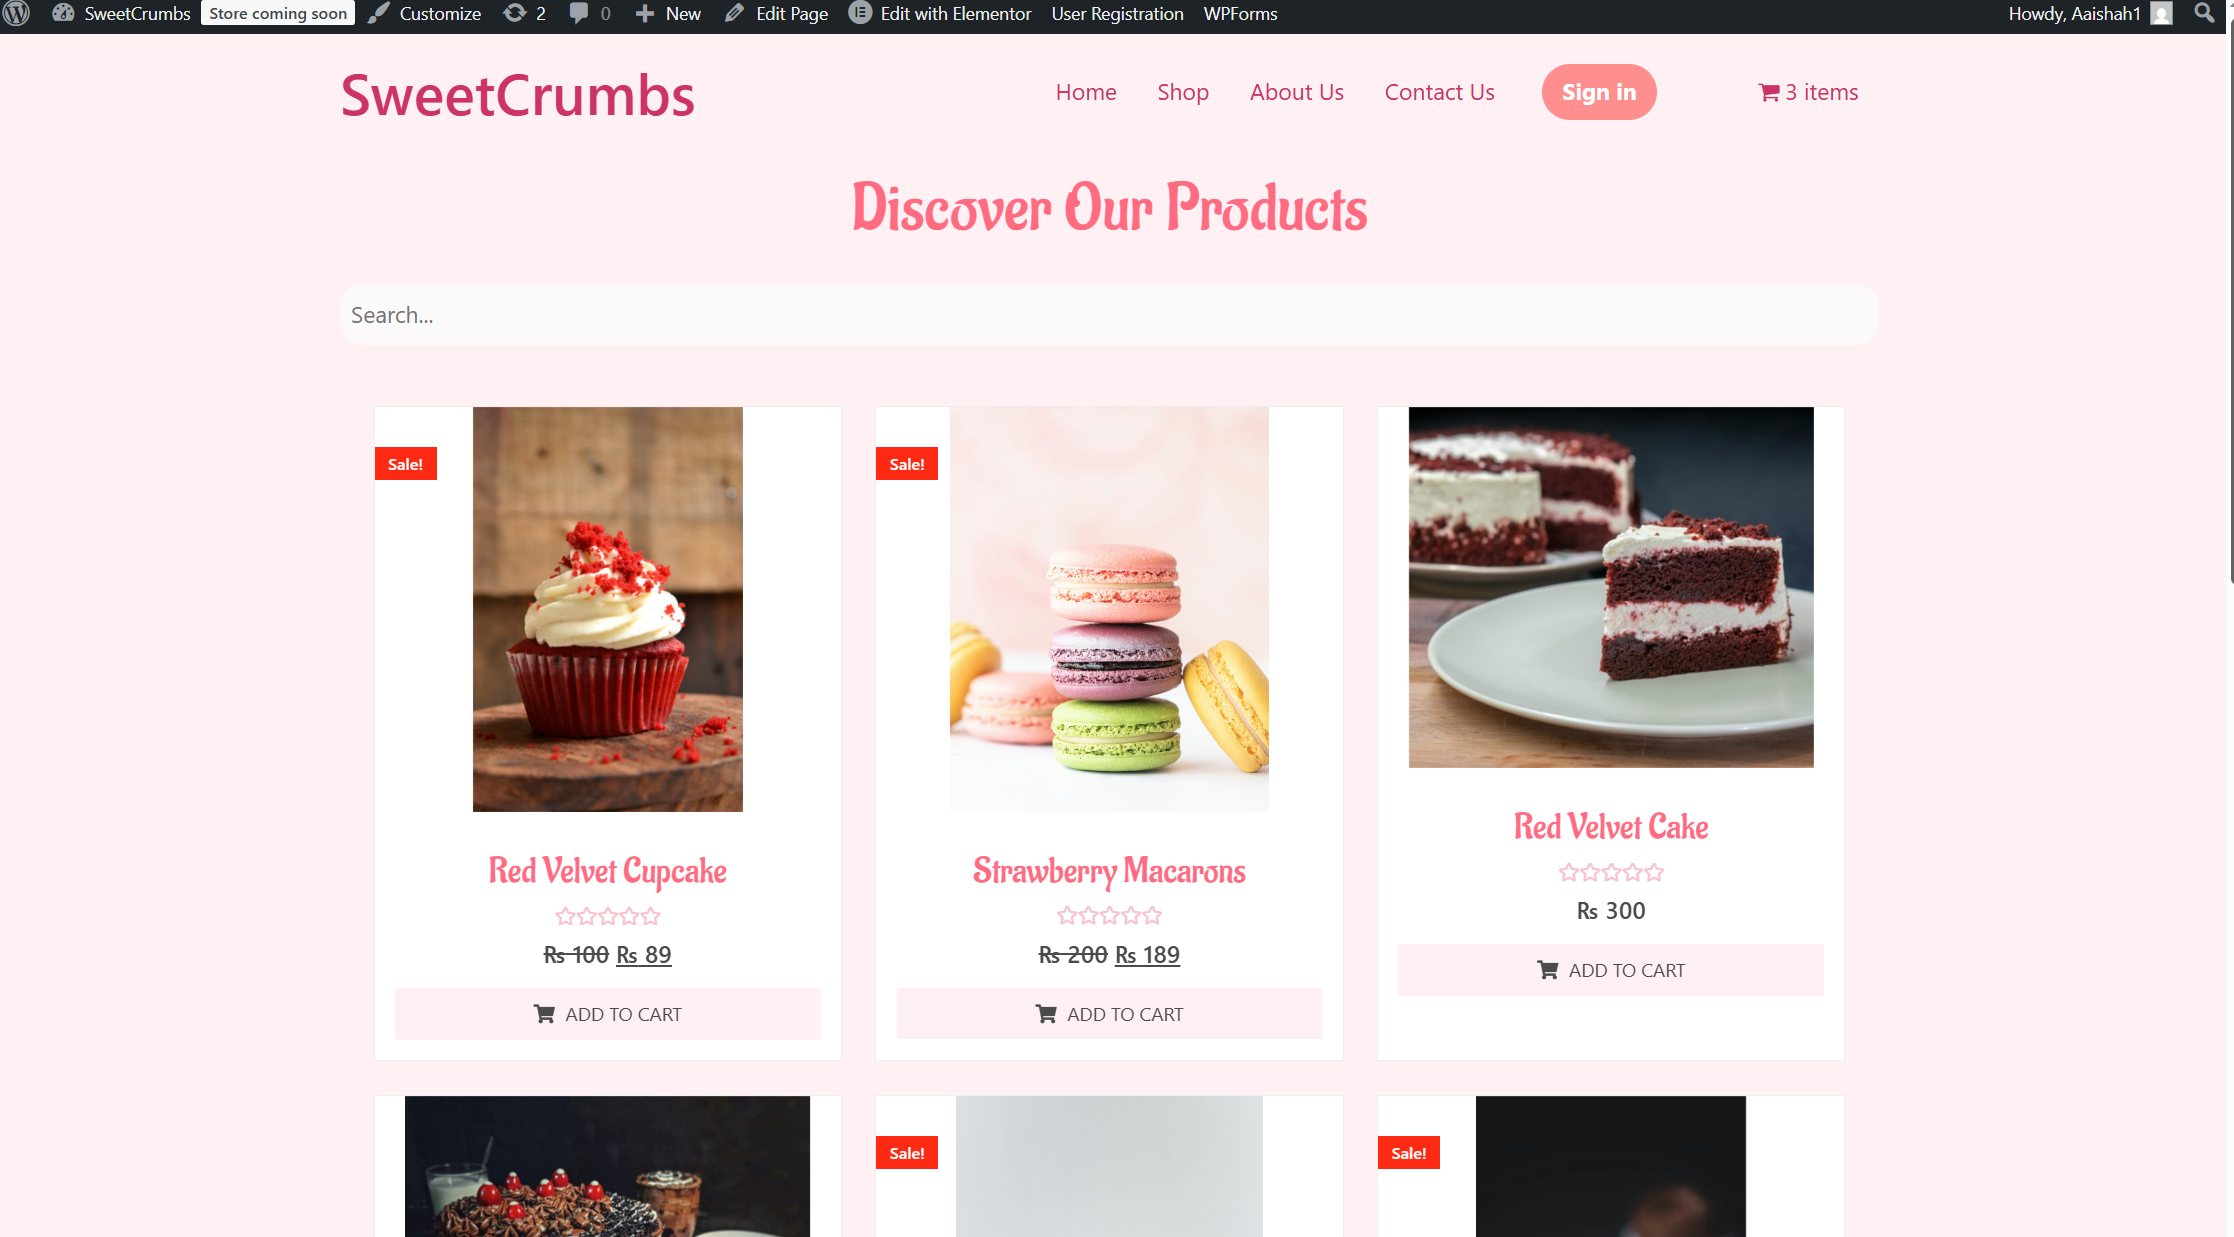 SweetCrumbs Store coming soon Customize 2 0 New Edit Page Edit with Elementor User Registration WPForms Howdy, Aaishah1
SweetCrumbs Home Shop About Us Contact Us Sign in 3 items
Discover Our Products
Search...
Sale!
Sale!
Red Velvet Cupcake
₨ 100 ₨ 89
ADD TO CART
Strawberry Macarons
₨ 200 ₨ 189
ADD TO CART
Red Velvet Cake
₨ 300
ADD TO CART
Sale!
Sale!